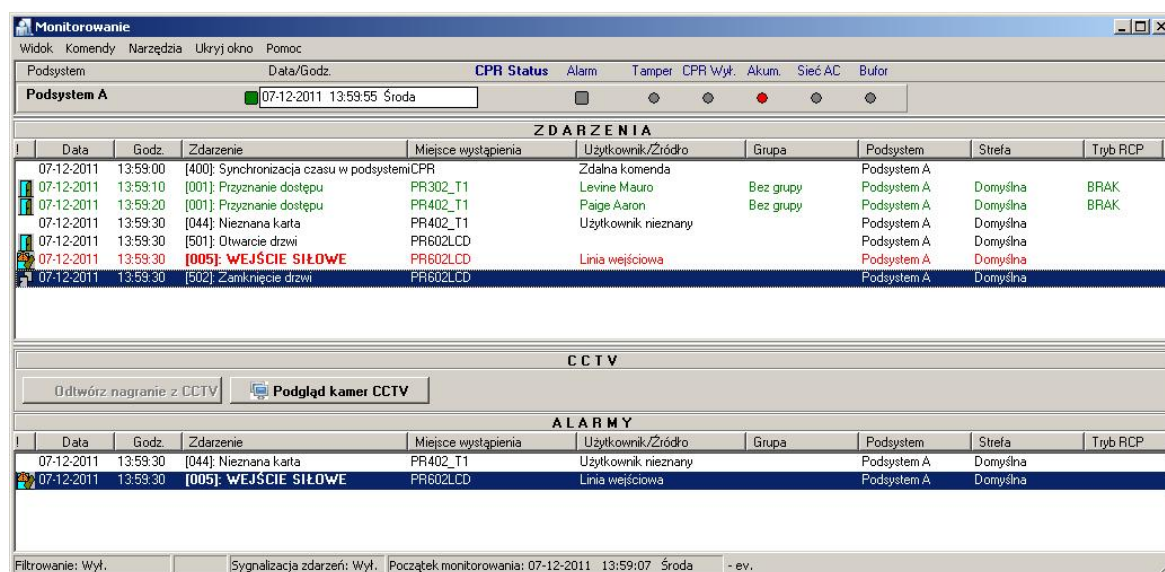 Monitorowanie
Widok Komendy Narzędzia Ukryj okno Pomoc
Podsystem Data/Godz. CPR Status Alarm Tamper CPR Wył. Akum. Sieć AC Bufor
Podsystem A 07-12-2011 13:59:55 Środa
ZDARZENIA
! Data Godz. Zdarzenie Miejsce wystąpienia Użytkownik/Źródło Grupa Podsystem Strefa Tryb RCP
07-12-2011 13:59:00 [400]: Synchronizacja czasu w podsystemi CPR Zdalna komenda Podsystem A
07-12-2011 13:59:10 [001]: Przyznanie dostępu PR302_T1 Levine Mauro Bez grupy Podsystem A Domyślna BRAK
07-12-2011 13:59:20 [001]: Przyznanie dostępu PR402_T1 Paige Aaron Bez grupy Podsystem A Domyślna BRAK
07-12-2011 13:59:30 [044]: Nieznana karta PR402_T1 Użytkownik nieznany Podsystem A Domyślna
07-12-2011 13:59:30 [501]: Otwarcie drzwi PR602LCD Podsystem A Domyślna
07-12-2011 13:59:30 [005]: WEJŚCIE SIŁOWE PR602LCD Linia wejściowa Podsystem A Domyślna
07-12-2011 13:59:30 [502]: Zamknięcie drzwi PR602LCD Podsystem A Domyślna
CCTV
Odtwórz nagranie z CCTV Podgląd kamer CCTV
ALARMY
! Data Godz. Zdarzenie Miejsce wystąpienia Użytkownik/Źródło Grupa Podsystem Strefa Tryb RCP
07-12-2011 13:59:30 [044]: Nieznana karta PR402_T1 Użytkownik nieznany Podsystem A Domyślna
07-12-2011 13:59:30 [005]: WEJŚCIE SIŁOWE PR602LCD Linia wejściowa Podsystem A Domyślna
Filtrowanie: Wył. Sygnalizacja zdarzeń: Wył. Początek monitorowania: 07-12-2011 13:59:07 Środa - ev.